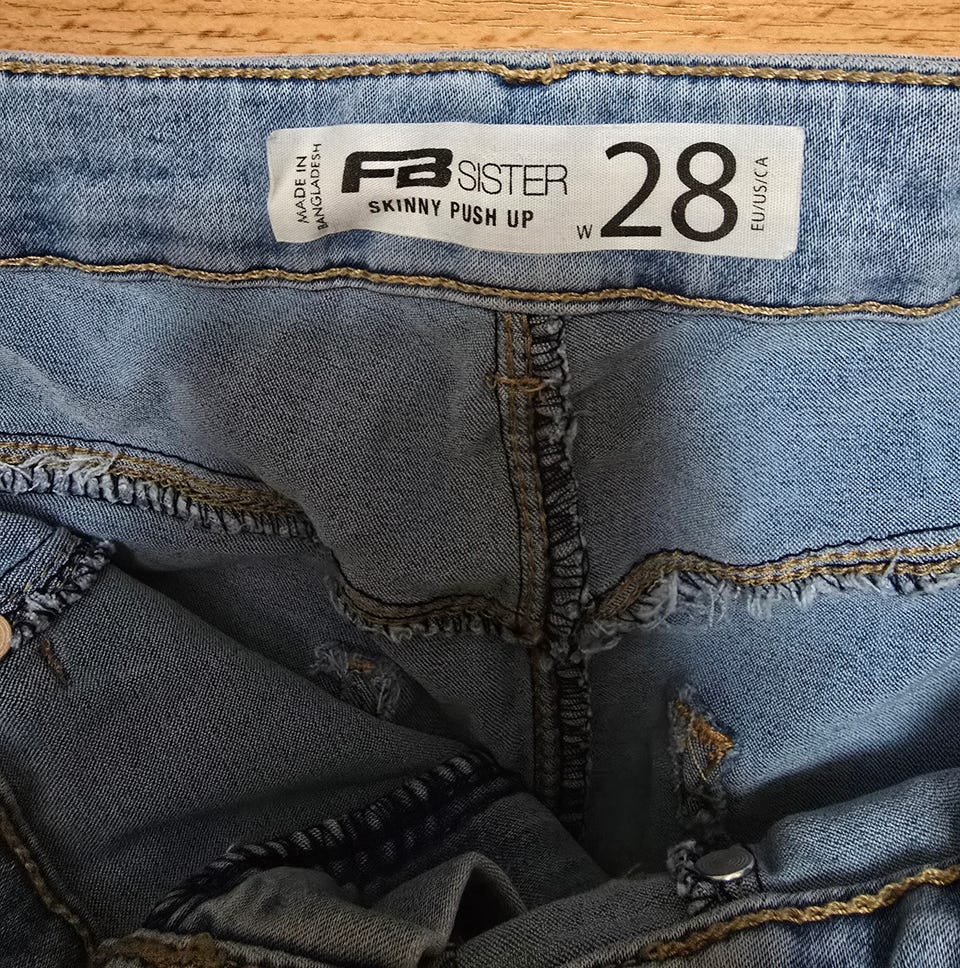 MADE IN
BANGLADESH
FB SISTER
SKINNY PUSH UP
W 28
EU/US/CA